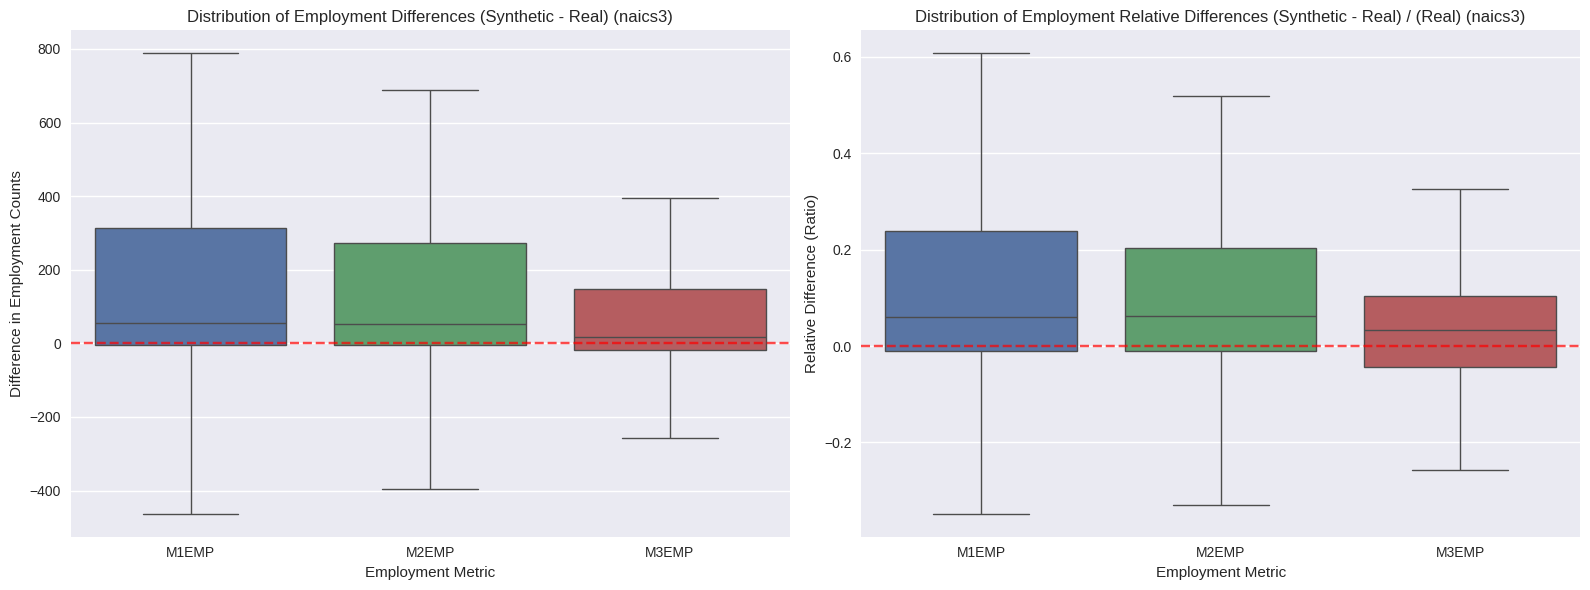 Distribution of Employment Differences (Synthetic - Real) (naics3)
800
600
400
200
0
−200
−400
Difference in Employment Counts
M1EMP
M2EMP
M3EMP
Employment Metric
Distribution of Employment Relative Differences (Synthetic - Real) / (Real) (naics3)
0.6
0.4
0.2
0.0
−0.2
Relative Difference (Ratio)
M1EMP
M2EMP
M3EMP
Employment Metric